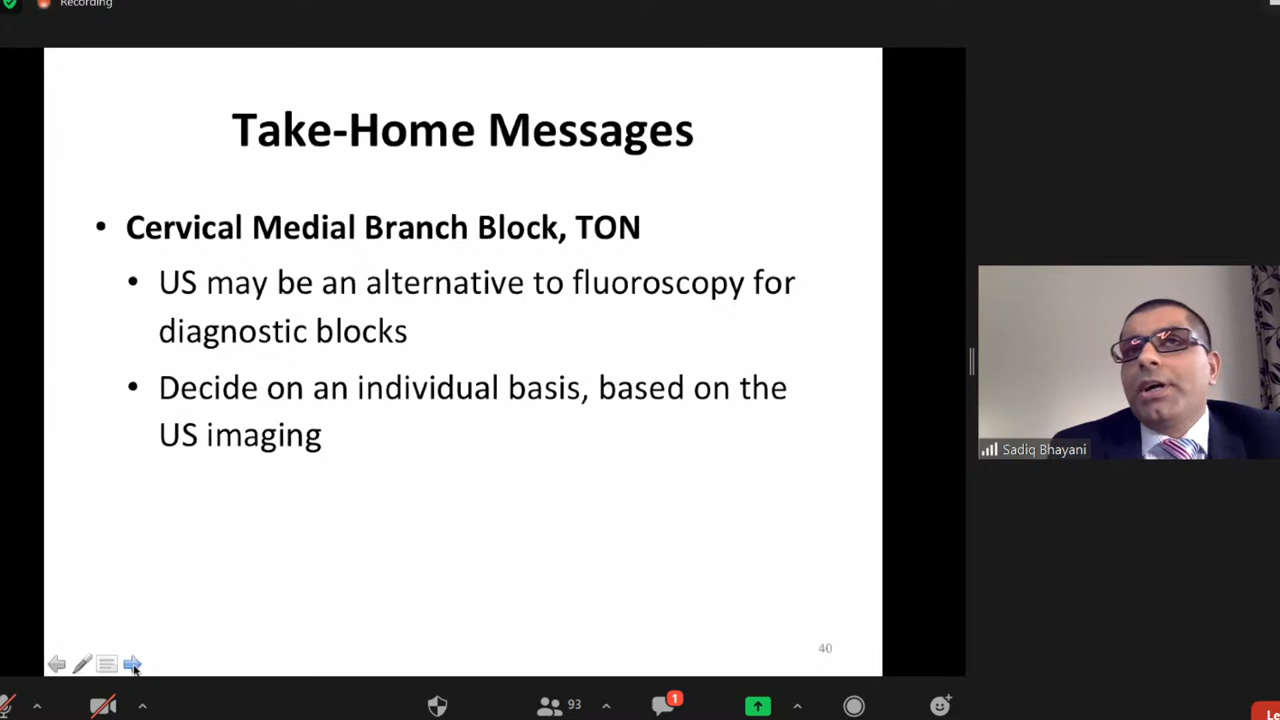 Recording
Take-Home Messages
• Cervical Medial Branch Block, TON
• US may be an alternative to fluoroscopy for
diagnostic blocks
• Decide on an individual basis, based on the
US imaging
Sadiq Bhayani
40
93
1